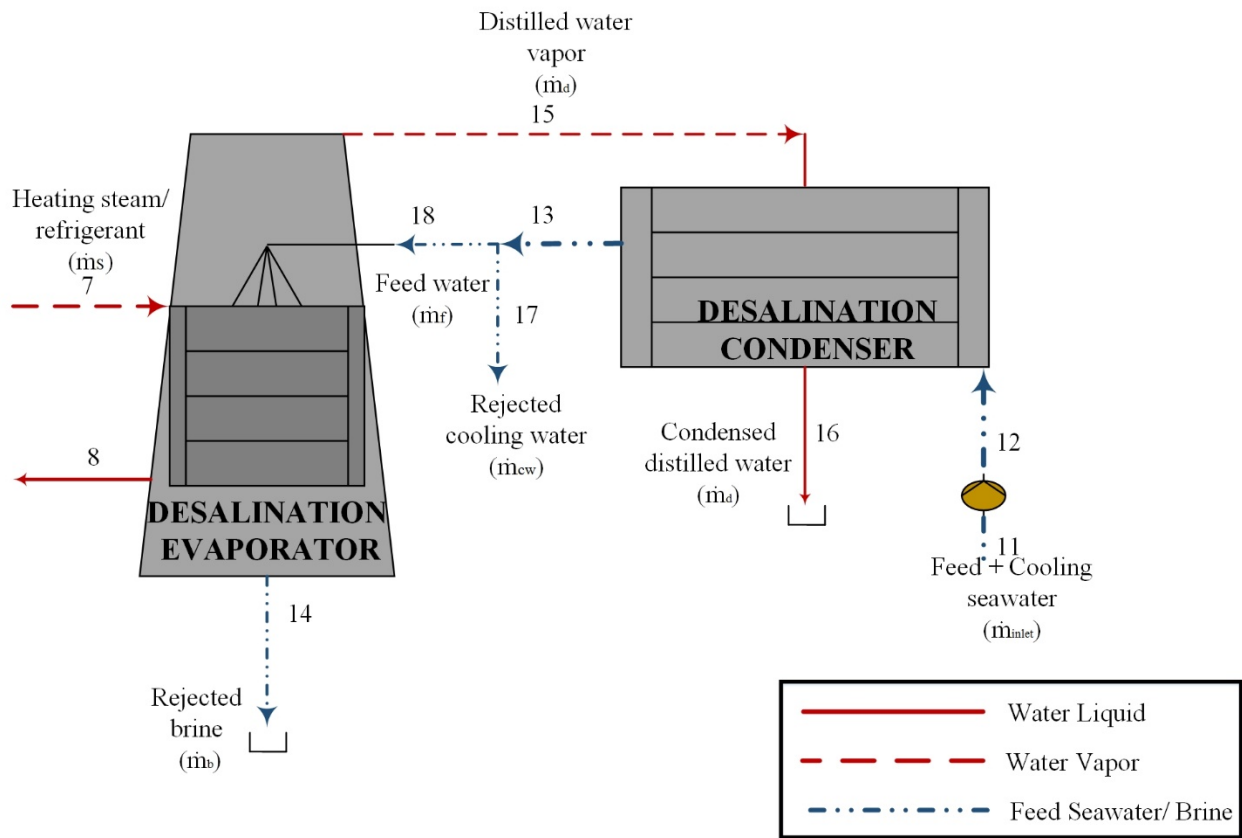 Distilled water
vapor
(ṁd)
15
Heating steam/
refrigerant
(ṁs)
7
18
13
Feed water
(ṁf)
17
DESALINATION
CONDENSER
Rejected
cooling water
(ṁcw)
Condensed
distilled water
(ṁd)
16
12
8
DESALINATION
EVAPORATOR
11
Feed + Cooling
seawater
(ṁinlet)
14
Rejected
brine
(ṁb)
Water Liquid
Water Vapor
Feed Seawater/ Brine